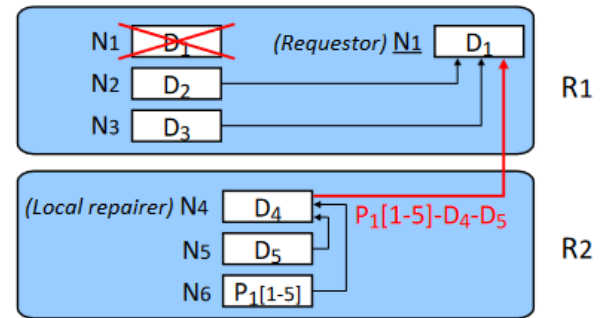 N1 D1 (Requestor) N1 D1
N2 D2
N3 D3
R1
(Local repairer) N4 D4
P1[1-5]-D4-D5
N5 D5
R2
N6 P1[1-5]